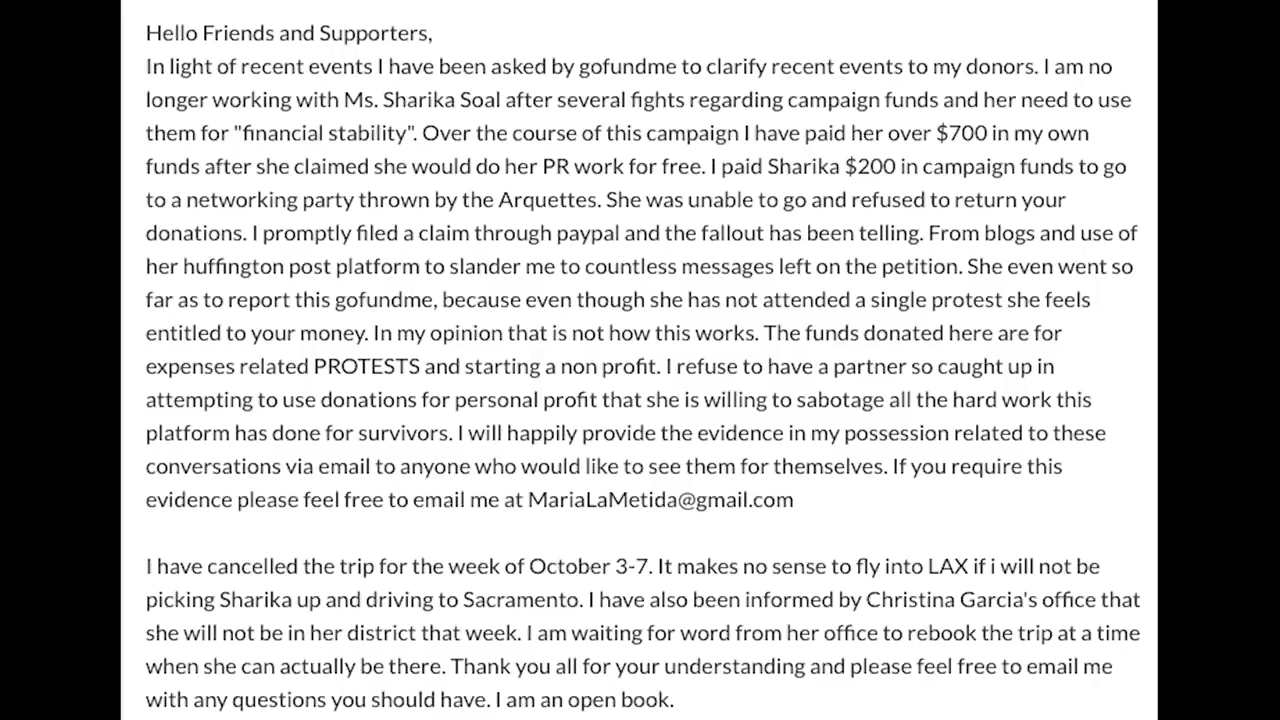 Hello Friends and Supporters,
In light of recent events I have been asked by gofundme to clarify recent events to my donors. I am no
longer working with Ms. Sharika Soal after several fights regarding campaign funds and her need to use
them for "financial stability". Over the course of this campaign I have paid her over $700 in my own
funds after she claimed she would do her PR work for free. I paid Sharika $200 in campaign funds to go
to a networking party thrown by the Arquettes. She was unable to go and refused to return your
donations. I promptly filed a claim through paypal and the fallout has been telling. From blogs and use of
her huffington post platform to slander me to countless messages left on the petition. She even went so
far as to report this gofundme, because even though she has not attended a single protest she feels
entitled to your money. In my opinion that is not how this works. The funds donated here are for
expenses related PROTESTS and starting a non profit. I refuse to have a partner so caught up in
attempting to use donations for personal profit that she is willing to sabotage all the hard work this
platform has done for survivors. I will happily provide the evidence in my possession related to these
conversations via email to anyone who would like to see them for themselves. If you require this
evidence please feel free to email me at MariaLaMetida@gmail.com
I have cancelled the trip for the week of October 3-7. It makes no sense to fly into LAX if i will not be
picking Sharika up and driving to Sacramento. I have also been informed by Christina Garcia's office that
she will not be in her district that week. I am waiting for word from her office to rebook the trip at a time
when she can actually be there. Thank you all for your understanding and please feel free to email me
with any questions you should have. I am an open book.